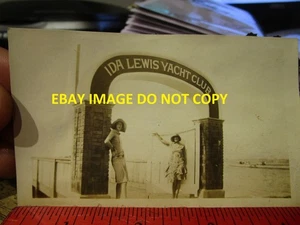 IDA LEWIS YACHT CLUB
EBAY IMAGE DO NOT COPY